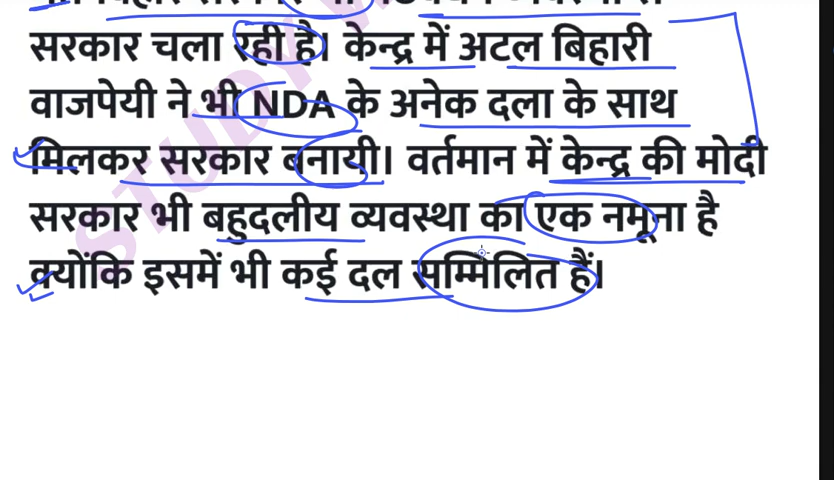 सरकार चला रही है। केन्द्र में अटल बिहारी
वाजपेयी ने भी NDA के अनेक दला के साथ
मिलकर सरकार बनायी। वर्तमान में केन्द्र की मोदी
सरकार भी बहुदलीय व्यवस्था का एक नमूना है
क्योंकि इसमें भी कई दल सम्मिलित हैं।